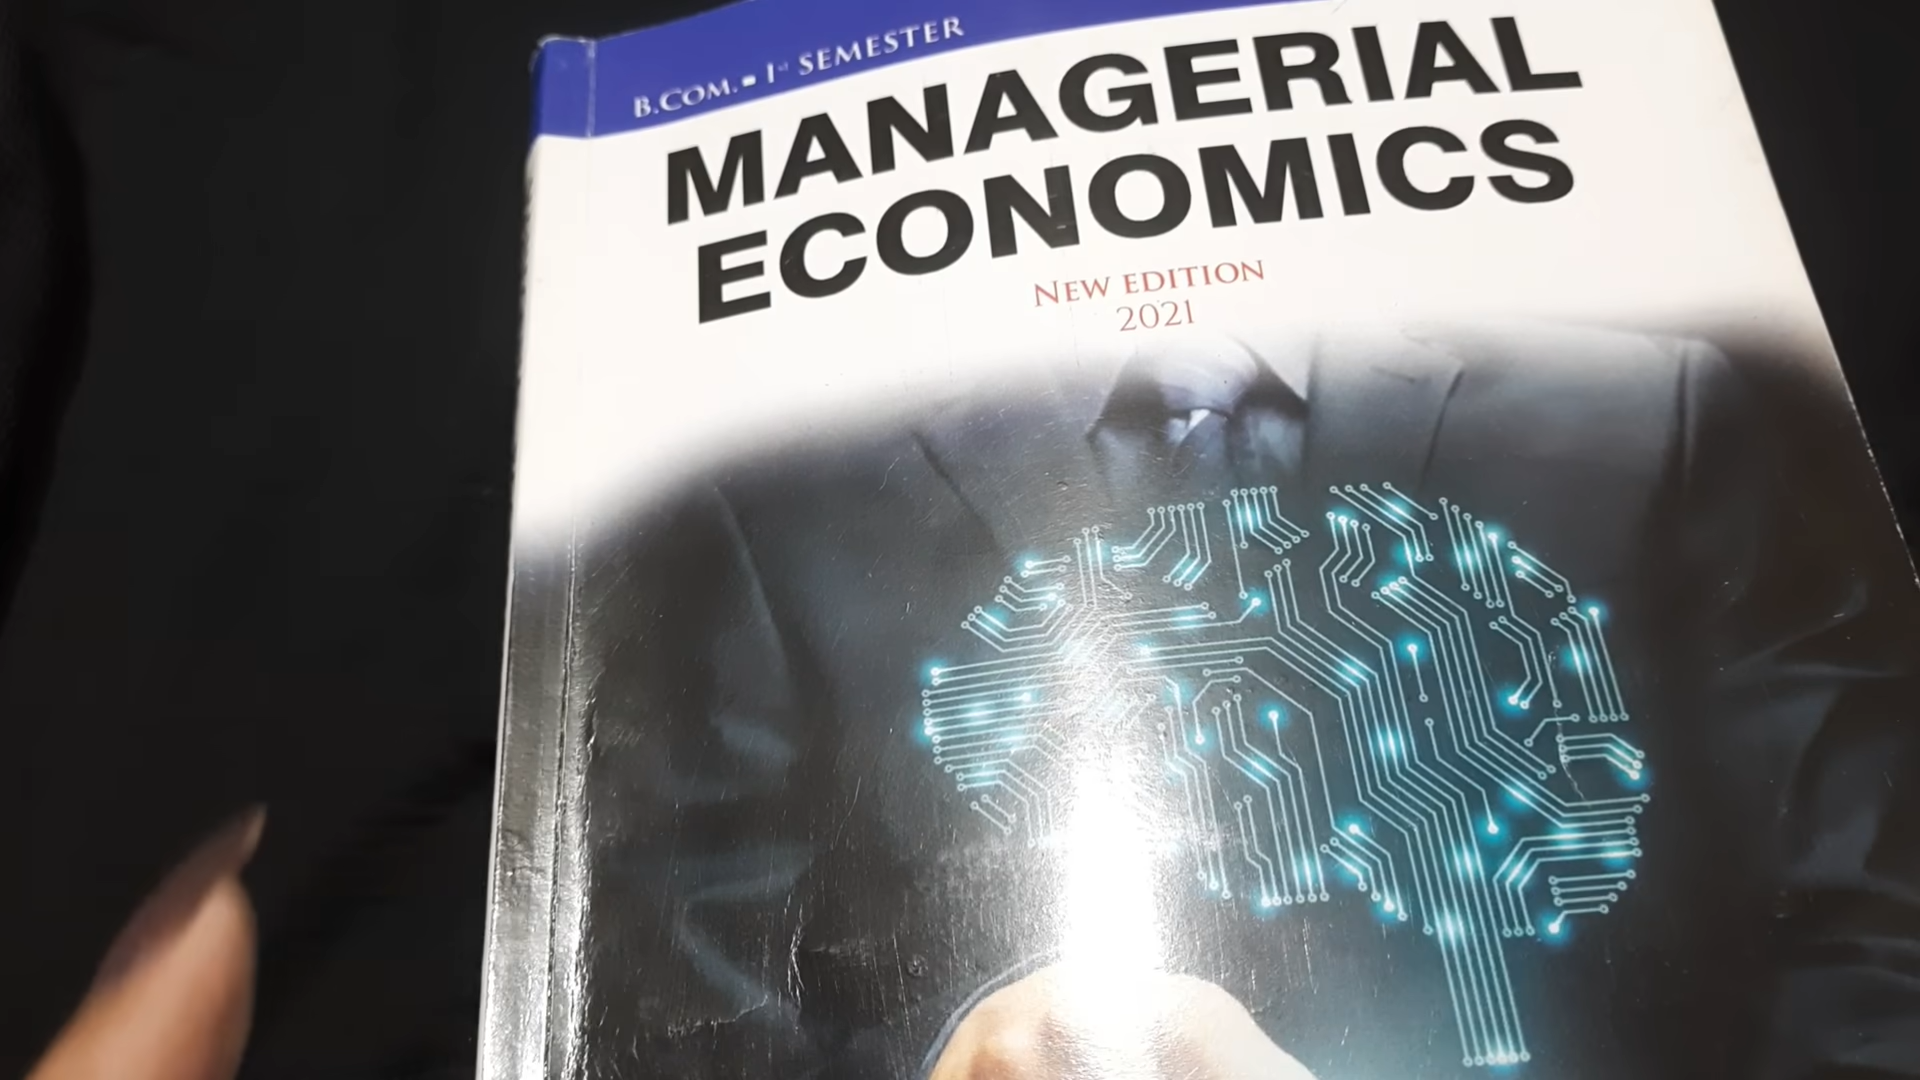 B.COM. ▪ 1st SEMESTER
MANAGERIAL
ECONOMICS
NEW EDITION
2021